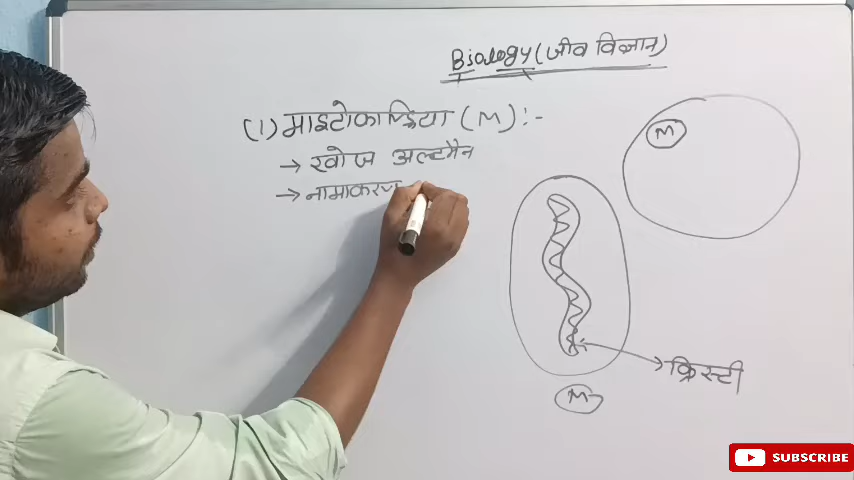 Biology (जीव विज्ञान)
(1) माइटोकाण्ड्रिया (M) :-
→ खोज अल्टमैन
→ नामाकरण
M
M
क्रिस्टी
SUBSCRIBE